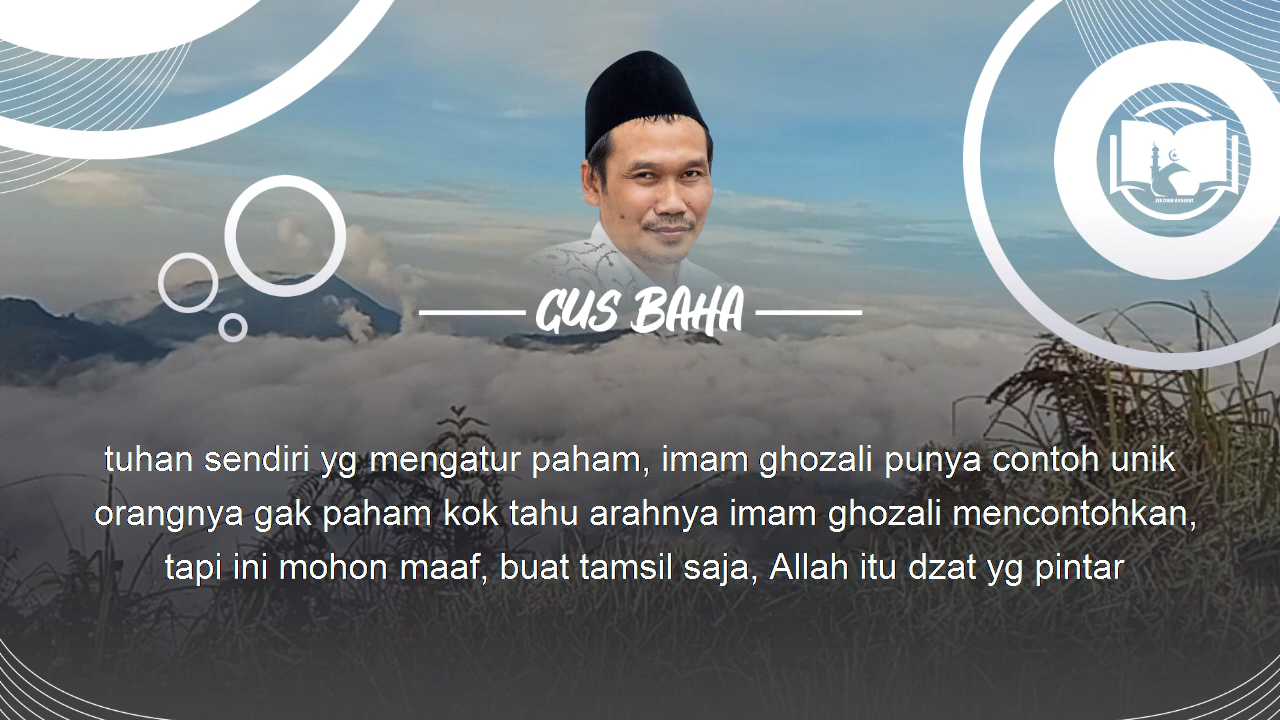 GUS BAHA
tuhan sendiri yg mengatur paham, imam ghozali punya contoh unik
orangnya gak paham kok tahu arahnya imam ghozali mencontohkan,
tapi ini mohon maaf, buat tamsil saja, Allah itu dzat yg pintar